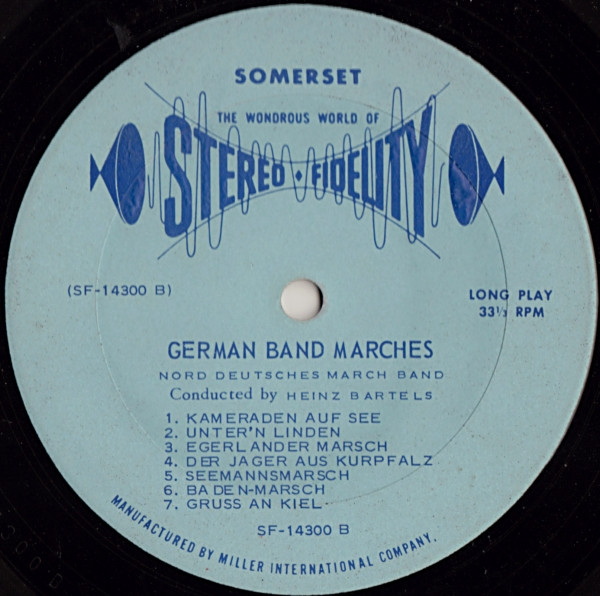 SOMERSET
THE WONDROUS WORLD OF
STEREO • FIDELITY
(SF-14300 B)
LONG PLAY
33⅓ RPM
GERMAN BAND MARCHES
NORD DEUTSCHES MARCH BAND
Conducted by HEINZ BARTELS
1. KAMERADEN AUF SEE
2. UNTER'N LINDEN
3. EGERLANDER MARSCH
4. DER JAGER AUS KURPFALZ
5. SEEMANNSMARSCH
6. BADEN-MARSCH
7. GRUSS AN KIEL
SF-14300 B
MANUFACTURED BY MILLER INTERNATIONAL COMPANY.